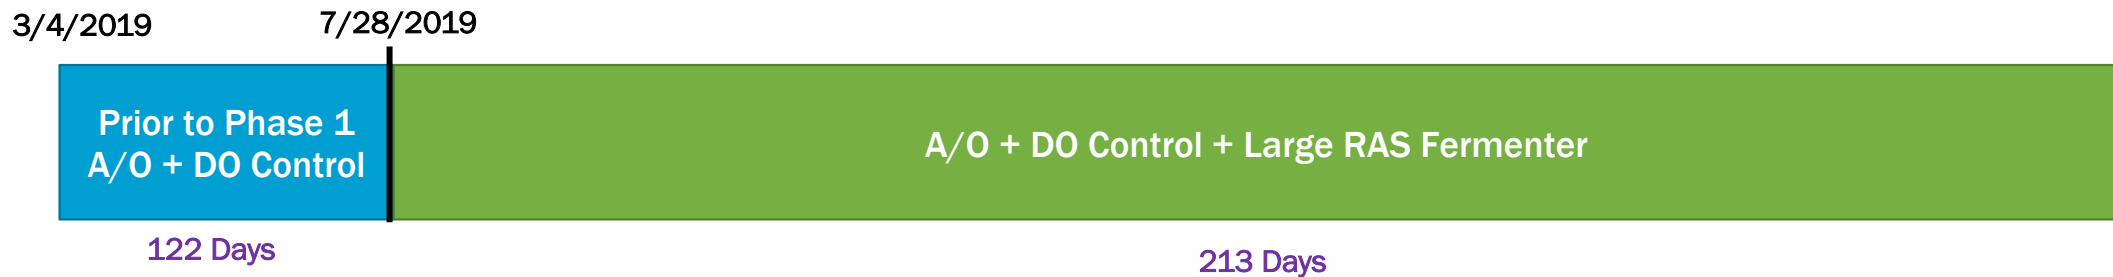 3/4/2019
7/28/2019
Prior to Phase 1
A/O + DO Control
A/O + DO Control + Large RAS Fermenter
122 Days
213 Days